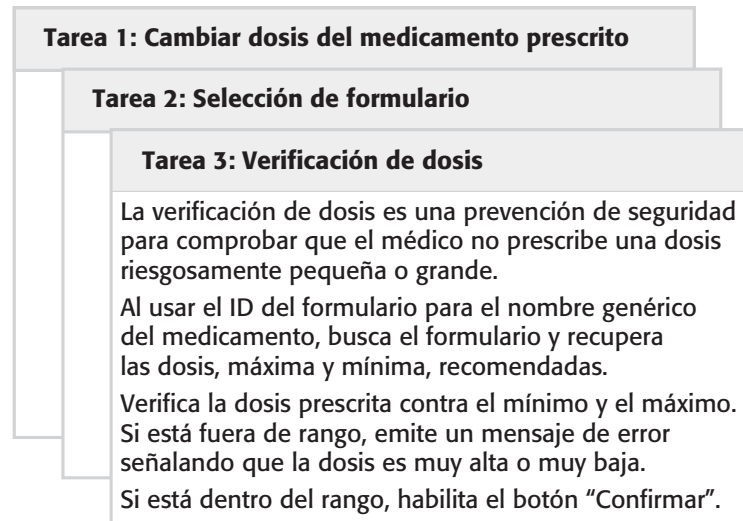 Tarea 1: Cambiar dosis del medicamento prescrito
Tarea 2: Selección de formulario
Tarea 3: Verificación de dosis
La verificación de dosis es una prevención de seguridad
para comprobar que el médico no prescribe una dosis
riesgosamente pequeña o grande.
Al usar el ID del formulario para el nombre genérico
del medicamento, busca el formulario y recupera
las dosis, máxima y mínima, recomendadas.
Verifica la dosis prescrita contra el mínimo y el máximo.
Si está fuera de rango, emite un mensaje de error
señalando que la dosis es muy alta o muy baja.
Si está dentro del rango, habilita el botón “Confirmar”.